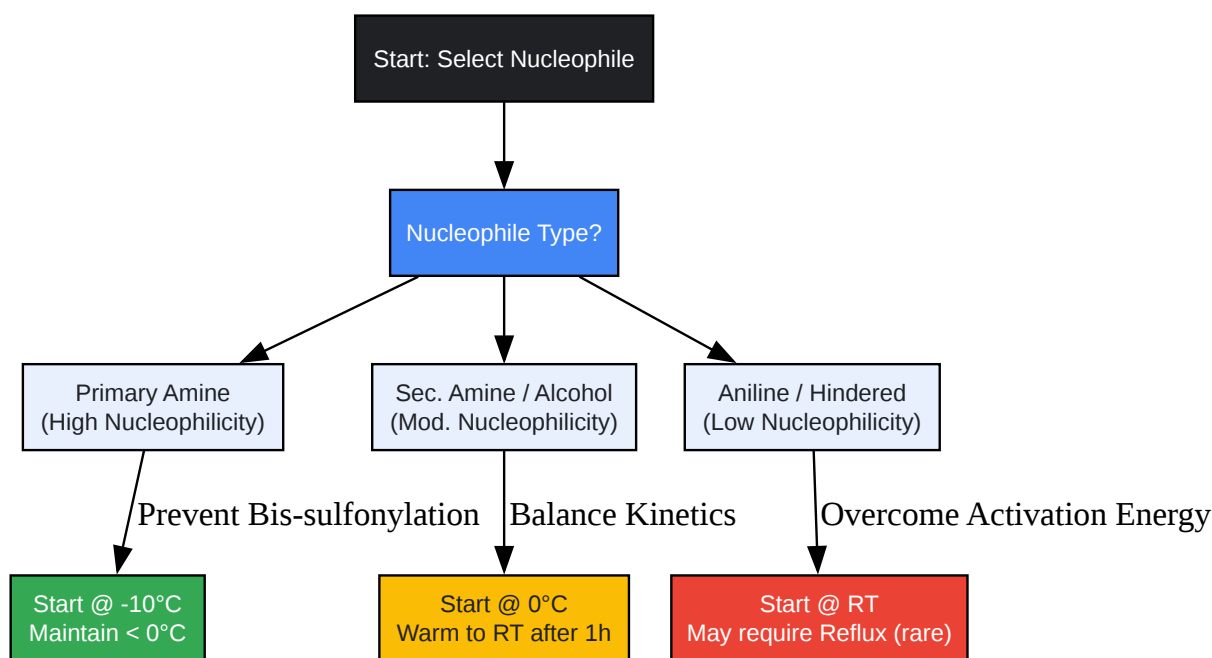 Start: Select Nucleophile
Nucleophile Type?
Primary Amine
(High Nucleophilicity)
Sec. Amine / Alcohol
(Mod. Nucleophilicity)
Aniline / Hindered
(Low Nucleophilicity)
Prevent Bis-sulfonylation
Balance Kinetics
Overcome Activation Energy
Start @ -10°C
Maintain < 0°C
Start @ 0°C
Warm to RT after 1h
Start @ RT
May require Reflux (rare)